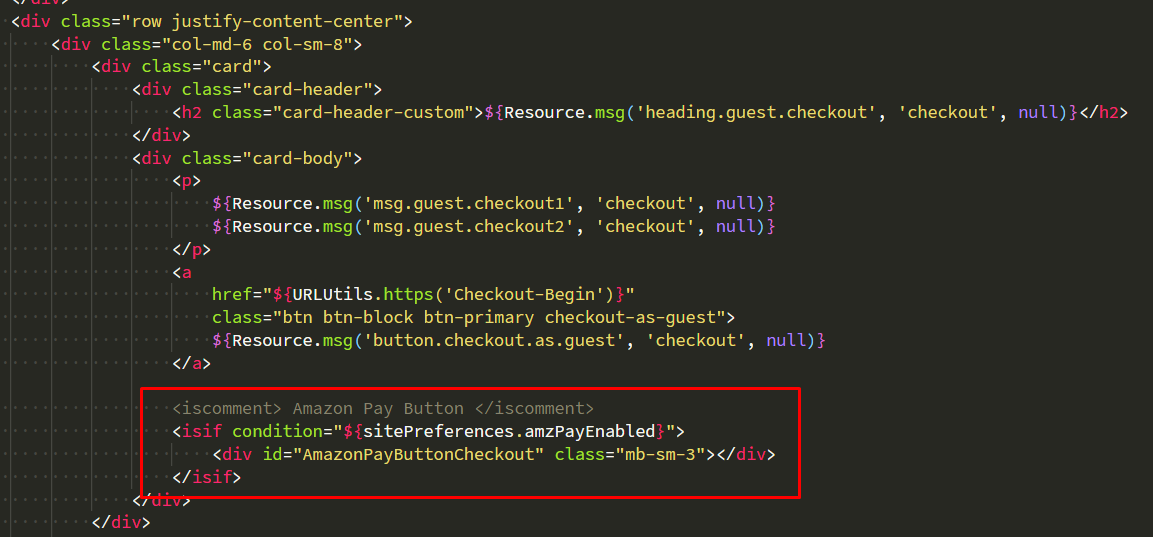 </div>
<div class="row justify-content-center">
<div class="col-md-6 col-sm-8">
<div class="card">
<div class="card-header">
<h2 class="card-header-custom">${Resource.msg('heading.guest.checkout', 'checkout', null)}</h2>
</div>
<div class="card-body">
<p>
${Resource.msg('msg.guest.checkout1', 'checkout', null)}
${Resource.msg('msg.guest.checkout2', 'checkout', null)}
</p>
<a
href="${URLUtils.https('Checkout-Begin')}"
class="btn btn-block btn-primary checkout-as-guest">
${Resource.msg('button.checkout.as.guest', 'checkout', null)}
</a>
<iscomment> Amazon Pay Button </iscomment>
<isif condition="${sitePreferences.amzPayEnabled}">
<div id="AmazonPayButtonCheckout" class="mb-sm-3"></div>
</isif>
</div>
</div>